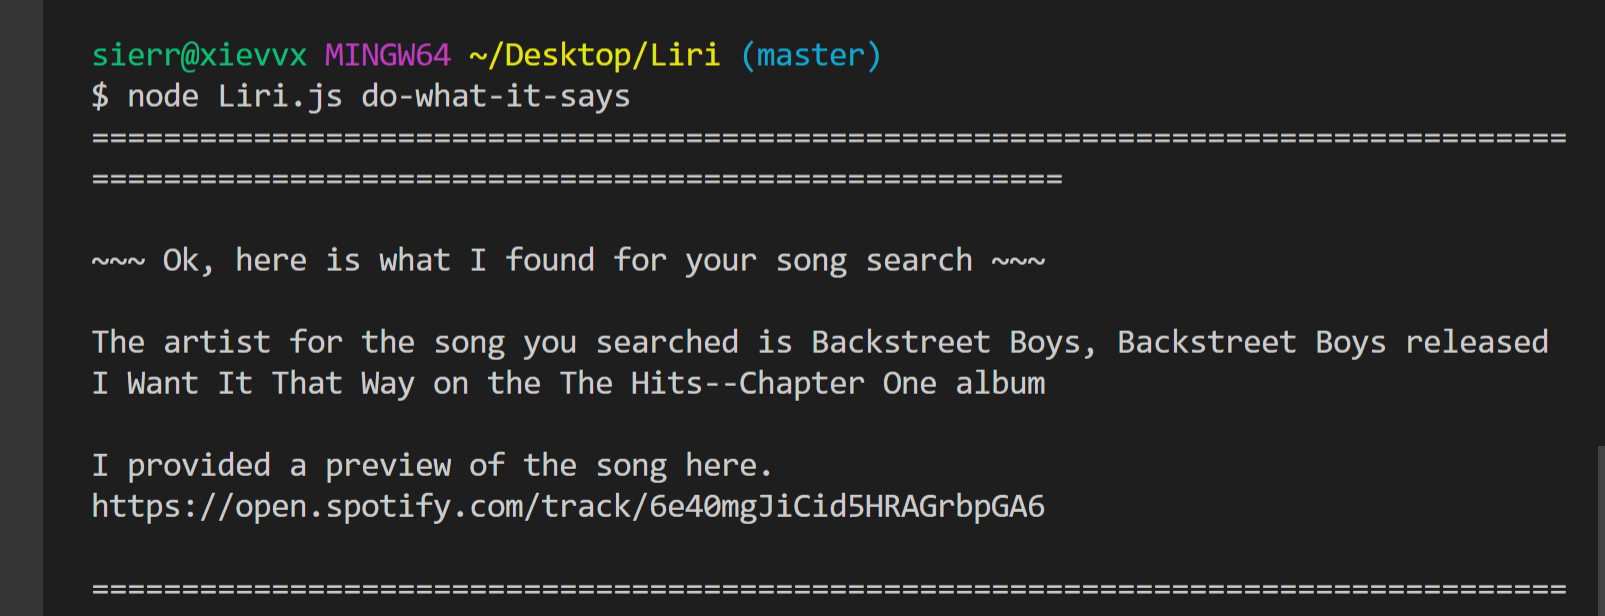 sierr@xievvx MINGW64 ~/Desktop/Liri (master)
$ node Liri.js do-what-it-says
==================================================================================
======================================================
~~~ Ok, here is what I found for your song search ~~~
The artist for the song you searched is Backstreet Boys, Backstreet Boys released
I Want It That Way on the The Hits--Chapter One album
I provided a preview of the song here.
https://open.spotify.com/track/6e40mgJiCid5HRAGrbpGA6
==================================================================================